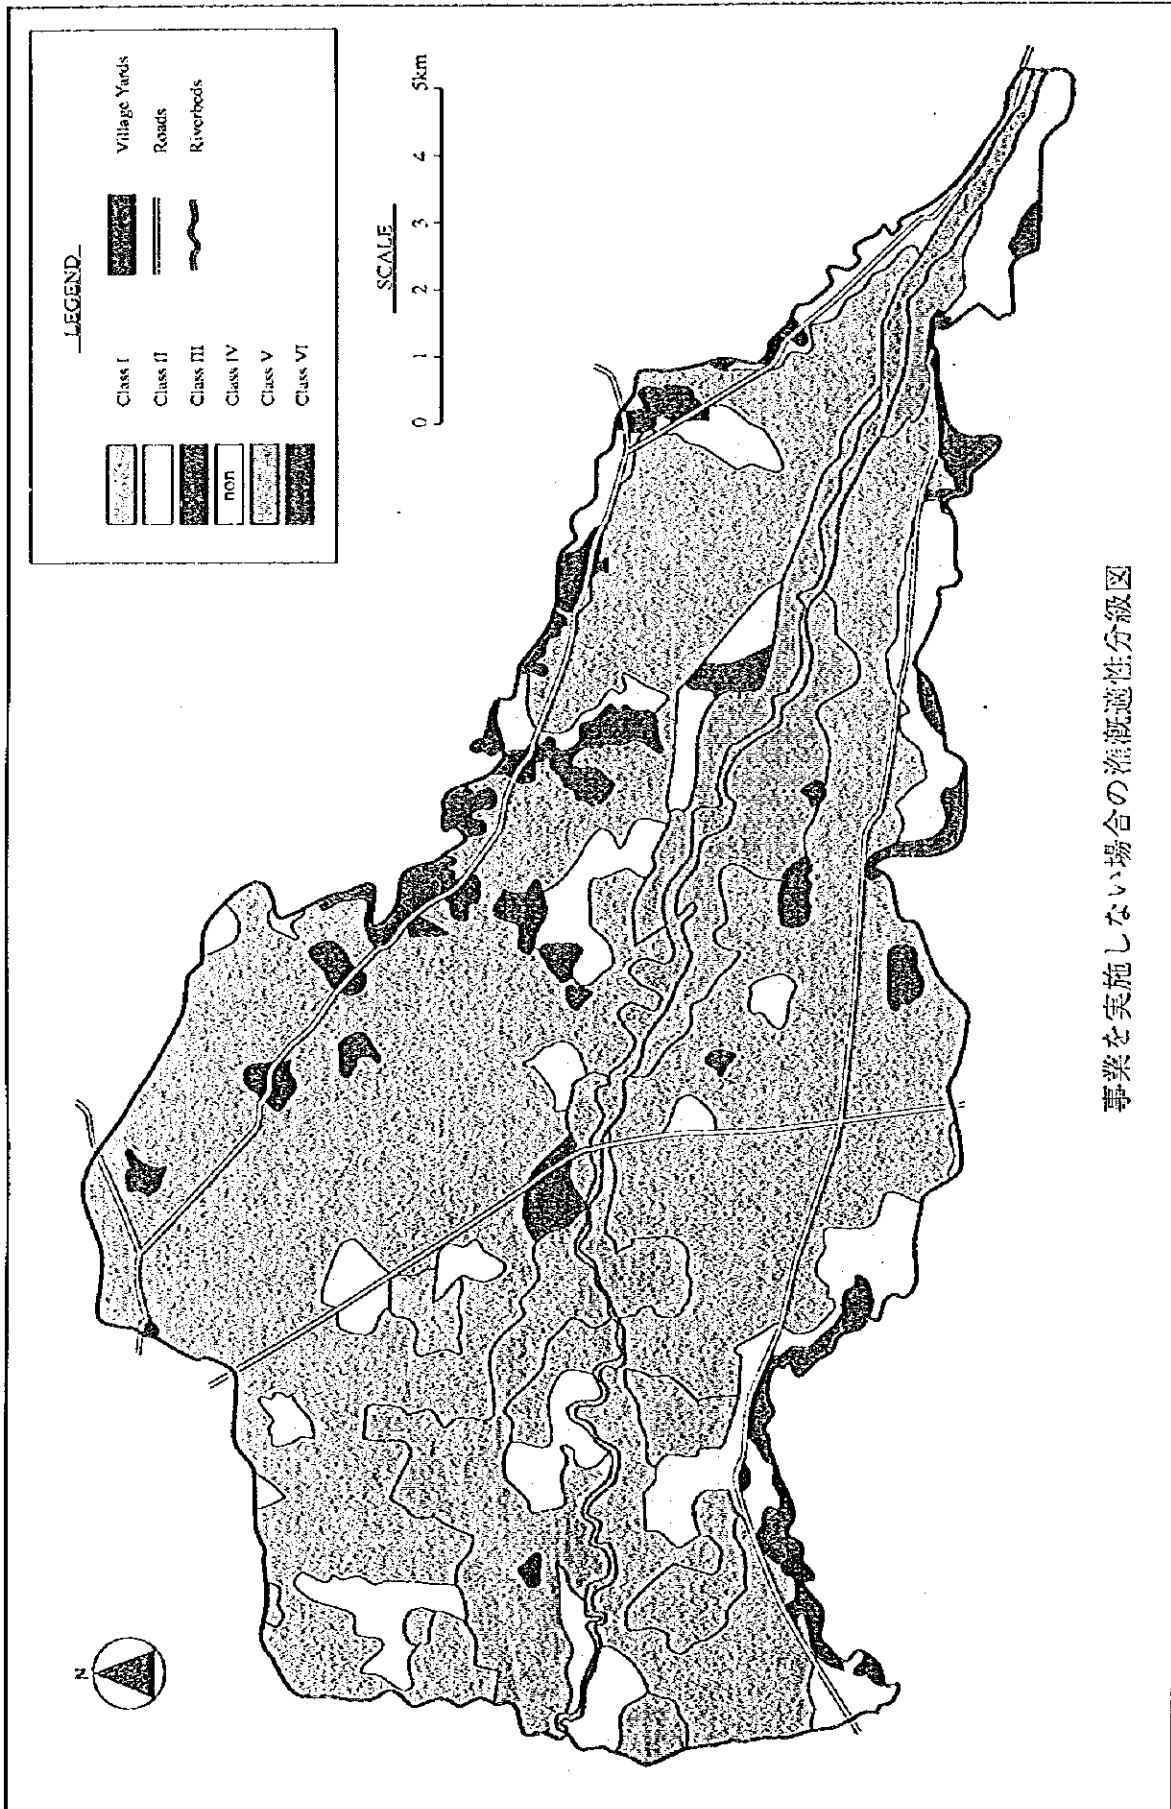 LEGEND
Class I
Class II
Class III
non
Class IV
Class V
Class VI
Village Yards
Roads
Riverbeds
SCALE
0 1 2 3 4 5km
N
事業を実施しない場合の灌漑適性分級図